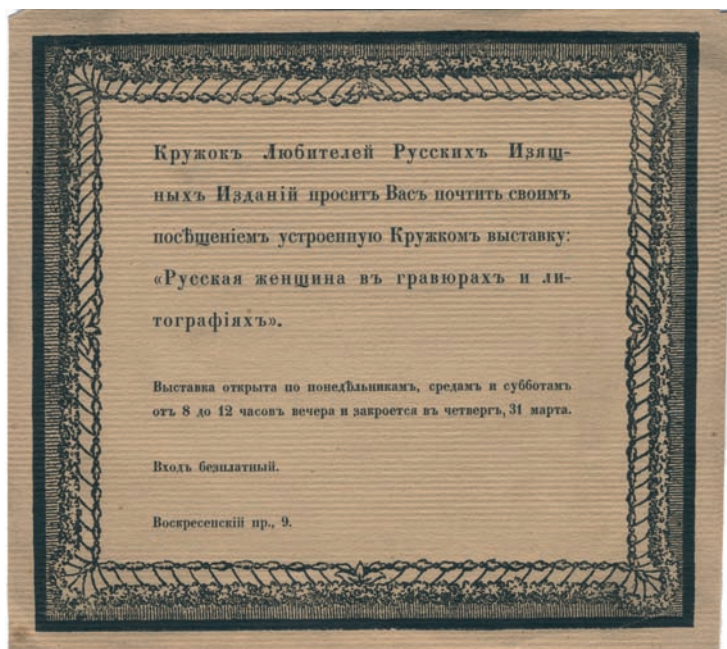 Кружокъ Любителей Русскихъ Изящ-
ныхъ Изданій проситъ Васъ почтить своимъ
посѣщеніемъ устроенную Кружкомъ выставку:
«Русская женщина въ гравюрахъ и ли-
тографіяхъ».
Выставка открыта по понедѣльникамъ, средамъ и субботамъ
отъ 8 до 12 часовъ вечера и закроется въ четвергъ, 31 марта.
Входъ безплатный.
Воскресенскій пр., 9.